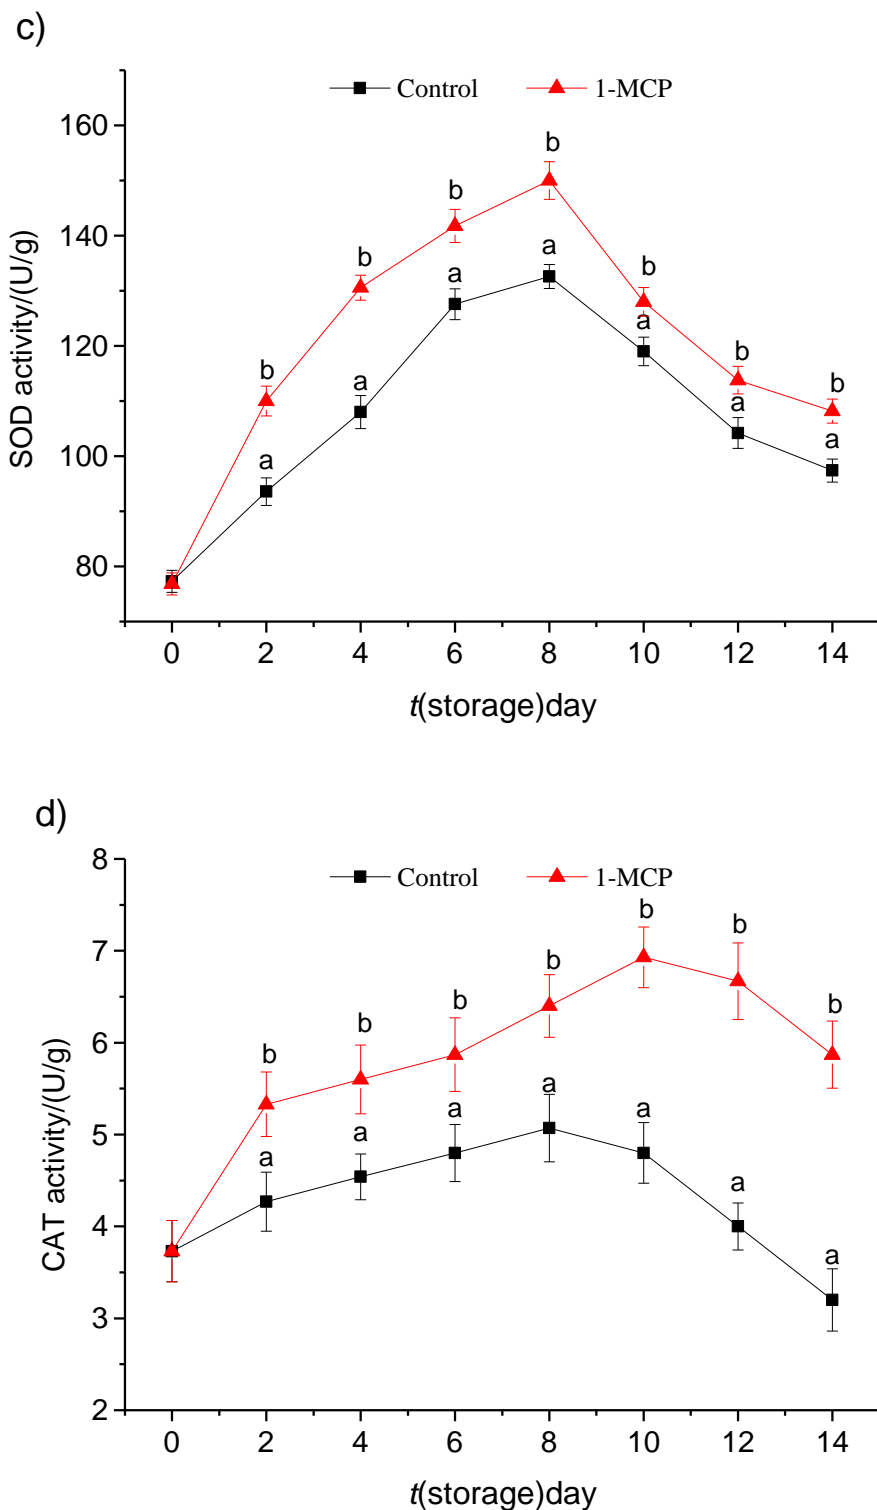 c)
Control
1-MCP
160
140
120
100
80
SOD activity/(U/g)
b
b
b
b
a
a
b
a
a
b
a
b
a
b
a
0 2 4 6 8 10 12 14
t(storage)day
d)
Control
1-MCP
8
7
6
5
4
3
2
CAT activity/(U/g)
b
b
b
b
b
b
b
a
a
a
a
a
a
a
0 2 4 6 8 10 12 14
t(storage)day